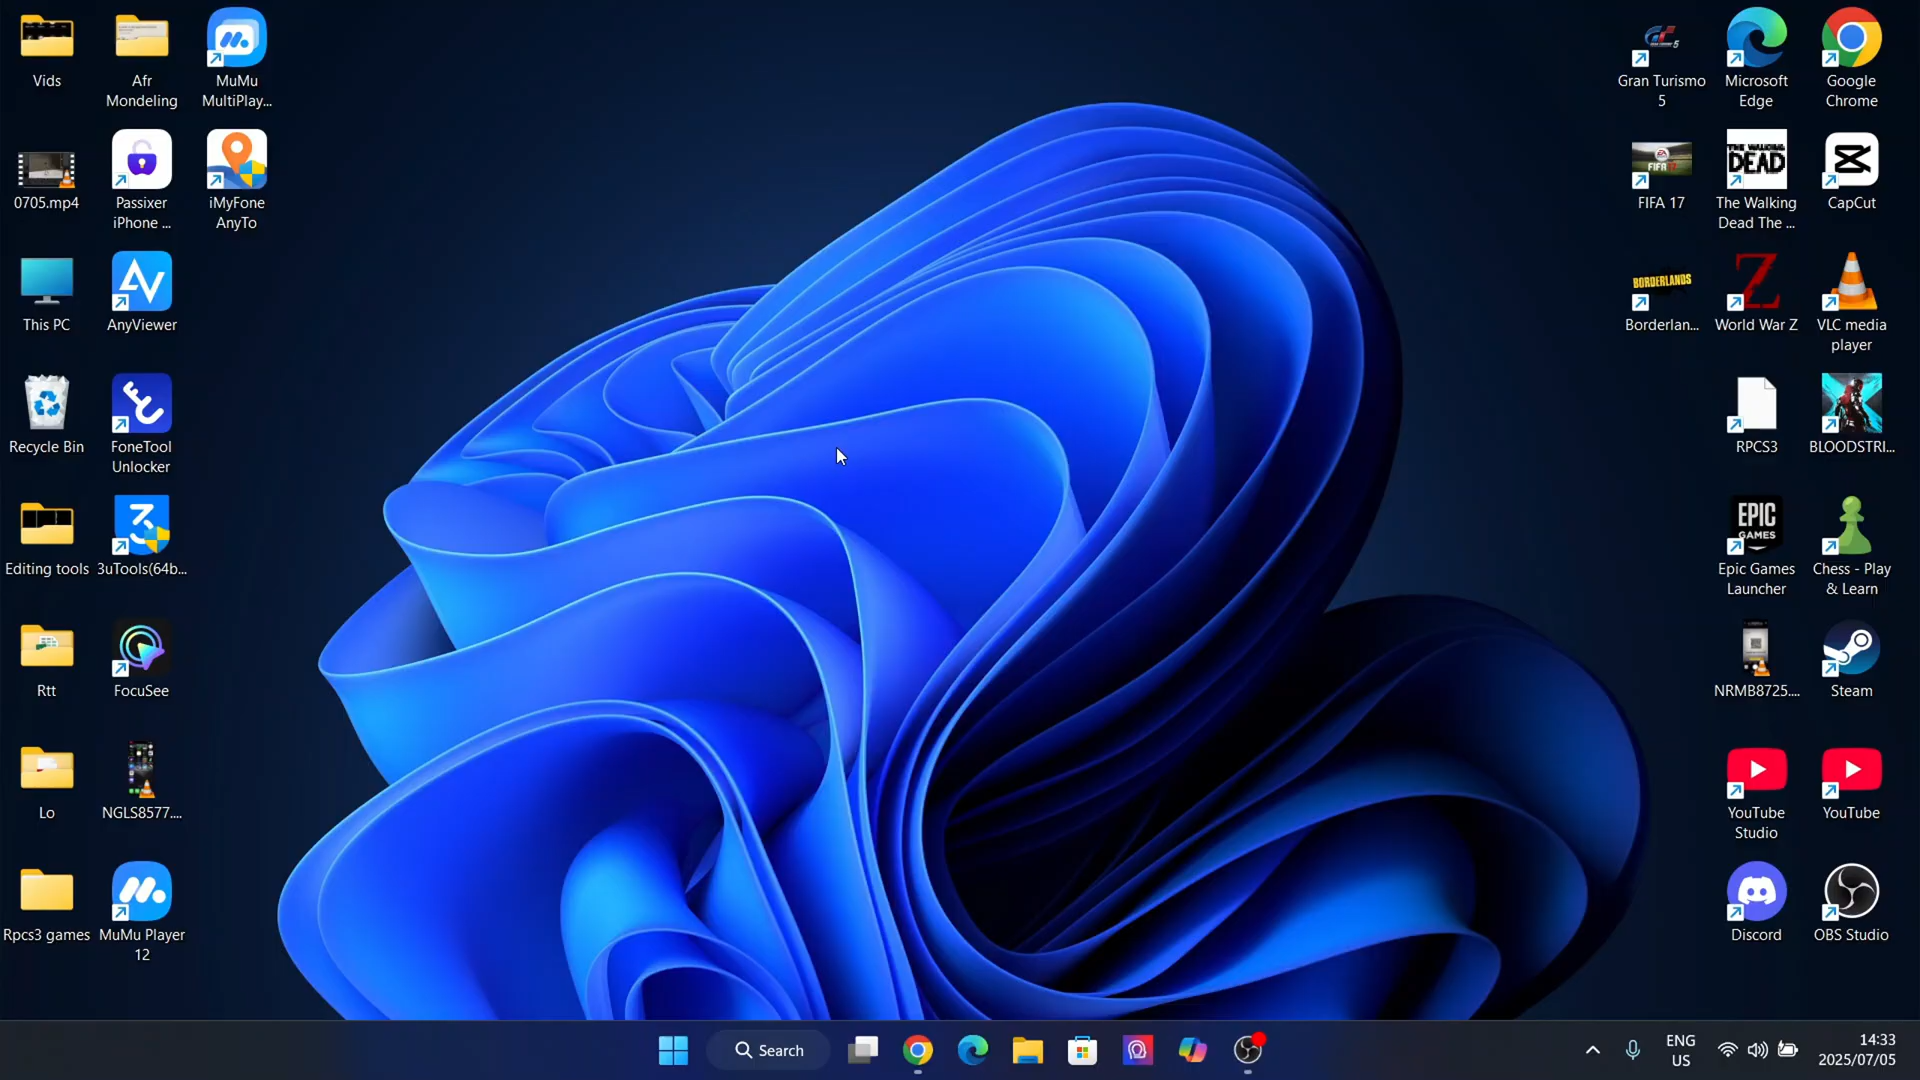 Vids
Afr
Mondeling
MuMu
MultiPlay...
0705.mp4
Passixer
iPhone ...
iMyFone
AnyTo
This PC
AnyViewer
Recycle Bin
FoneTool
Unlocker
Editing tools
3uTools(64b...
Rtt
FocuSee
Lo
NGLS8577....
Rpcs3 games
MuMu Player
12
Gran Turismo
5
Microsoft
Edge
Google
Chrome
FIFA 17
THE WALKING
DEAD
The Walking
Dead The ...
CapCut
BORDERLANDS
Borderlan...
World War Z
VLC media
player
RPCS3
BLOODSTRI...
EPIC
GAMES
Epic Games
Launcher
Chess - Play
& Learn
NRMB8725....
Steam
YouTube
Studio
YouTube
Discord
OBS Studio
Search
ENG
US
14:33
2025/07/05